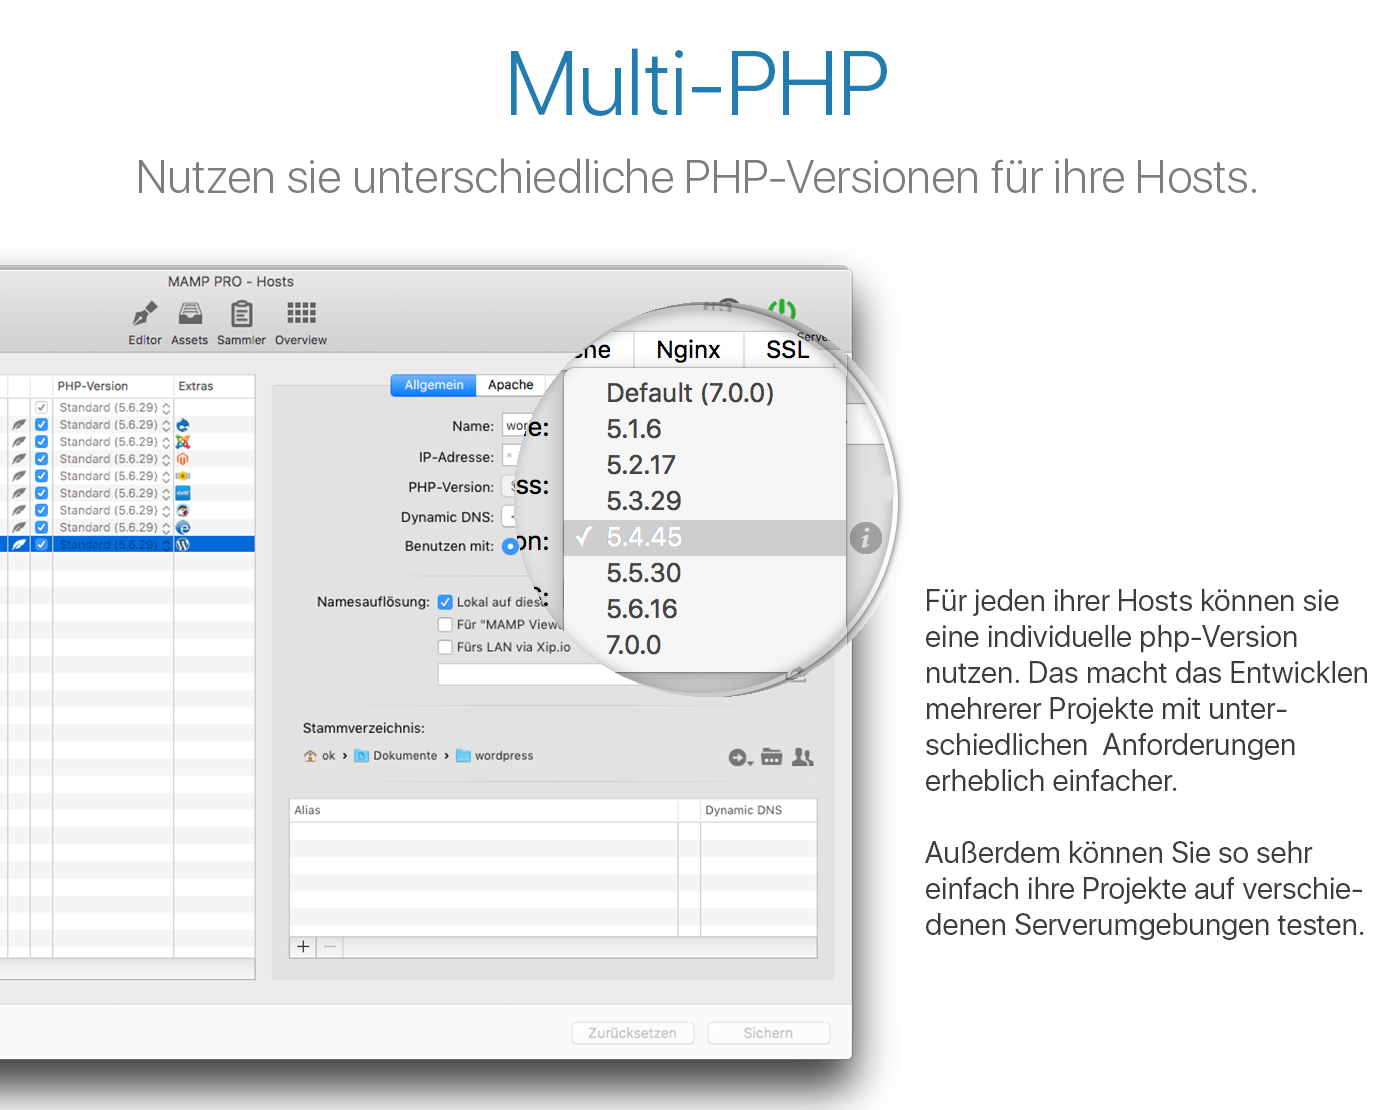 Multi-PHP
Nutzen sie unterschiedliche PHP-Versionen für ihre Hosts.
MAMP PRO - Hosts
Editor Assets Sammler Overview
PHP-Version Extras
Standard (5.6.29)
Standard (5.6.29)
Standard (5.6.29)
Standard (5.6.29)
Standard (5.6.29)
Standard (5.6.29)
Standard (5.6.29)
Standard (5.6.29)
Standard (5.6.29)
Allgemein Apache
Name:
IP-Adresse:
PHP-Version:
Dynamic DNS:
Benutzen mit:
Nginx SSL
Default (7.0.0)
5.1.6
5.2.17
5.3.29
5.4.45
5.5.30
5.6.16
7.0.0
Namesauflösung: Lokal auf
Für "MAMP
Fürs LAN via Xip.io
Stammverzeichnis:
ok › Dokumente › wordpress
Alias Dynamic DNS
+ −
Zurücksetzen Sichern
Für jeden ihrer Hosts können sie
eine individuelle php-Version
nutzen. Das macht das Entwicklen
mehrerer Projekte mit unter-
schiedlichen Anforderungen
erheblich einfacher.
Außerdem können Sie so sehr
einfach ihre Projekte auf verschie-
denen Serverumgebungen testen.